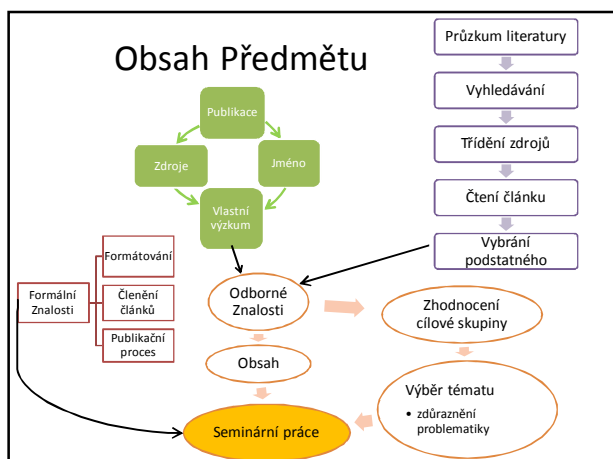 Obsah Předmětu
Publikace
Zdroje
Jméno
Vlastní
výzkum
Průzkum literatury
Vyhledávání
Třídění zdrojů
Čtení článku
Vybrání
podstatného
Formální
Znalosti
Formátování
Členění
článků
Publikační
proces
Odborné
Znalosti
Zhodnocení
cílové skupiny
Obsah
Výběr tématu
• zdůraznění
problematiky
Seminární práce